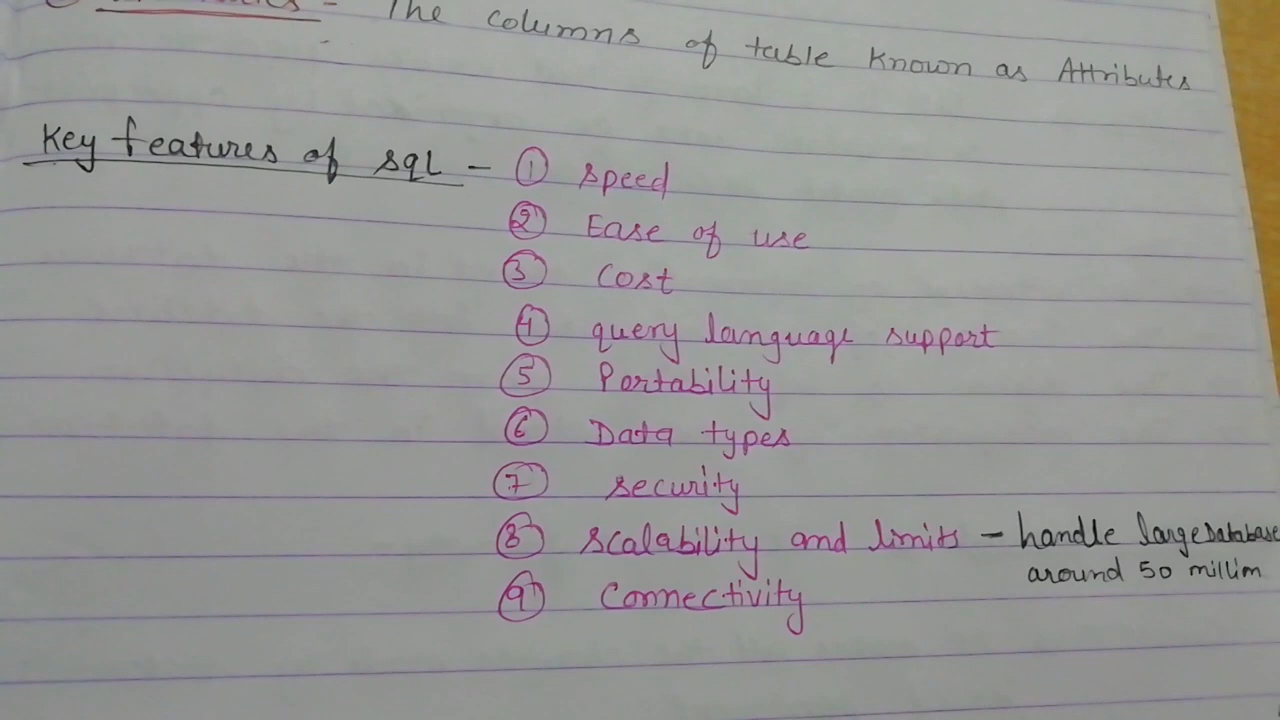 The columns of table known as Attributes
Key features of SQL - ① speed
② Ease of use
③ Cost
④ query language support
⑤ Portability
⑥ Data types
⑦ security
⑧ scalability and limits - handle large Database
around 50 million
⑨ Connectivity